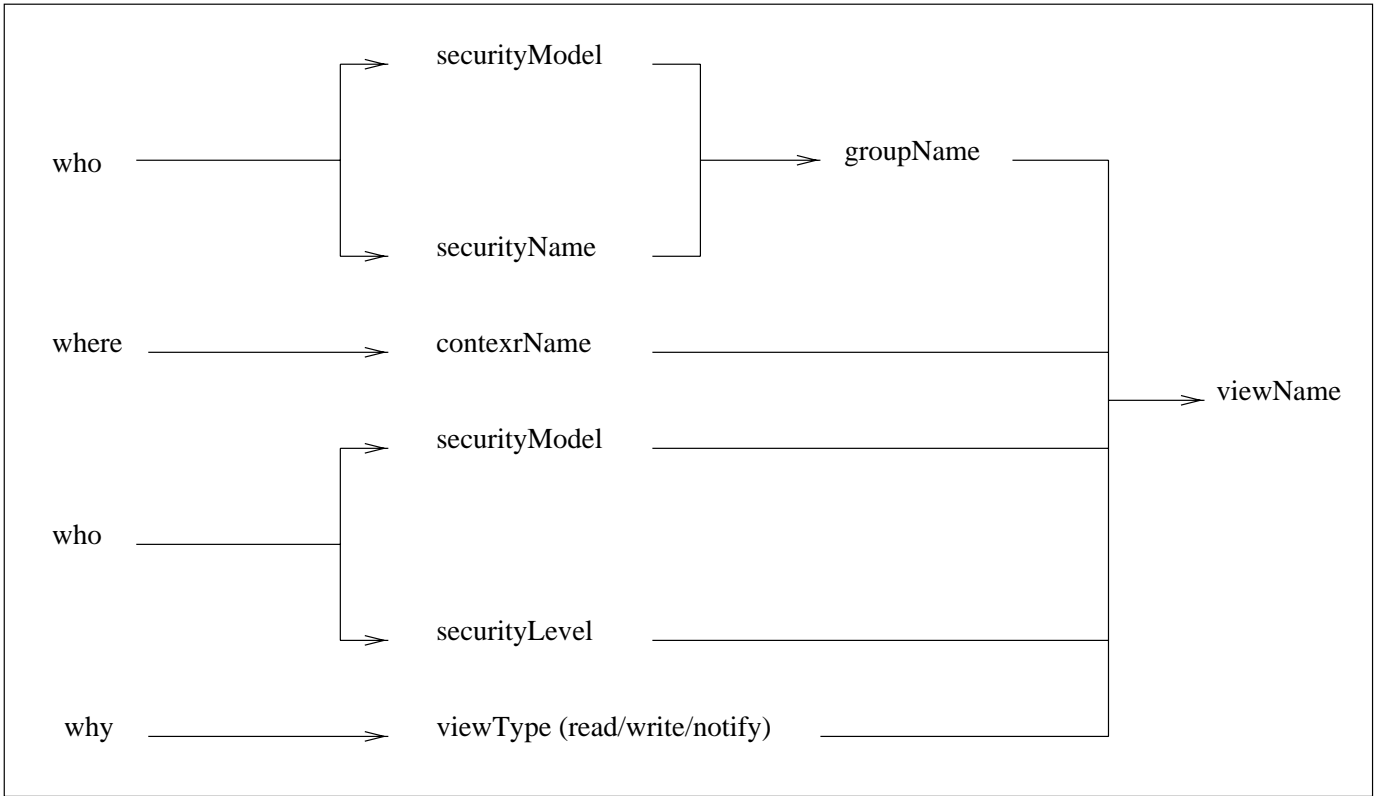 securityModel
who
groupName
securityName
where
contexrName
viewName
securityModel
who
securityLevel
why
viewType (read/write/notify)